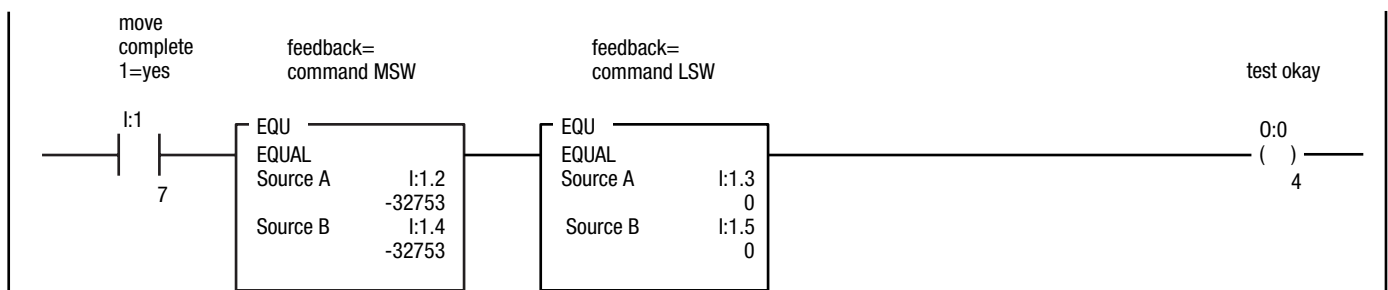 move
complete
1=yes
feedback=
command MSW
feedback=
command LSW
test okay
I:1
7
EQU
EQUAL
Source A I:1.2
-32753
Source B I:1.4
-32753
EQU
EQUAL
Source A I:1.3
0
Source B I:1.5
0
O:0
( )
4